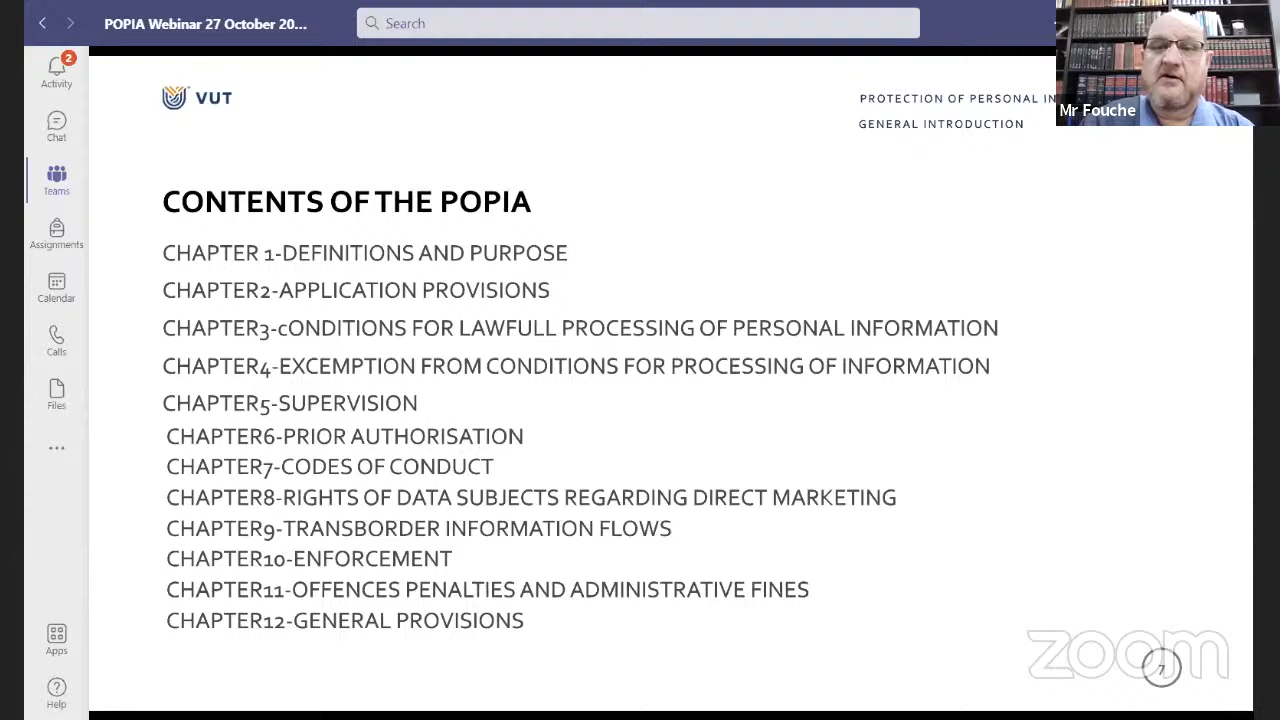 POPIA Webinar 27 October 20...
Search
Mr Fouche
2
Activity
Chat
Teams
Assignments
Calendar
Calls
Files
...
Apps
Help
VUT
PROTECTION OF PERSONAL IN
GENERAL INTRODUCTION
CONTENTS OF THE POPIA
CHAPTER 1-DEFINITIONS AND PURPOSE
CHAPTER2-APPLICATION PROVISIONS
CHAPTER3-cONDITIONS FOR LAWFULL PROCESSING OF PERSONAL INFORMATION
CHAPTER4-EXCEMPTION FROM CONDITIONS FOR PROCESSING OF INFORMATION
CHAPTER5-SUPERVISION
CHAPTER6-PRIOR AUTHORISATION
CHAPTER7-CODES OF CONDUCT
CHAPTER8-RIGHTS OF DATA SUBJECTS REGARDING DIRECT MARKETING
CHAPTER9-TRANSBORDER INFORMATION FLOWS
CHAPTER10-ENFORCEMENT
CHAPTER11-OFFENCES PENALTIES AND ADMINISTRATIVE FINES
CHAPTER12-GENERAL PROVISIONS
zoom
7